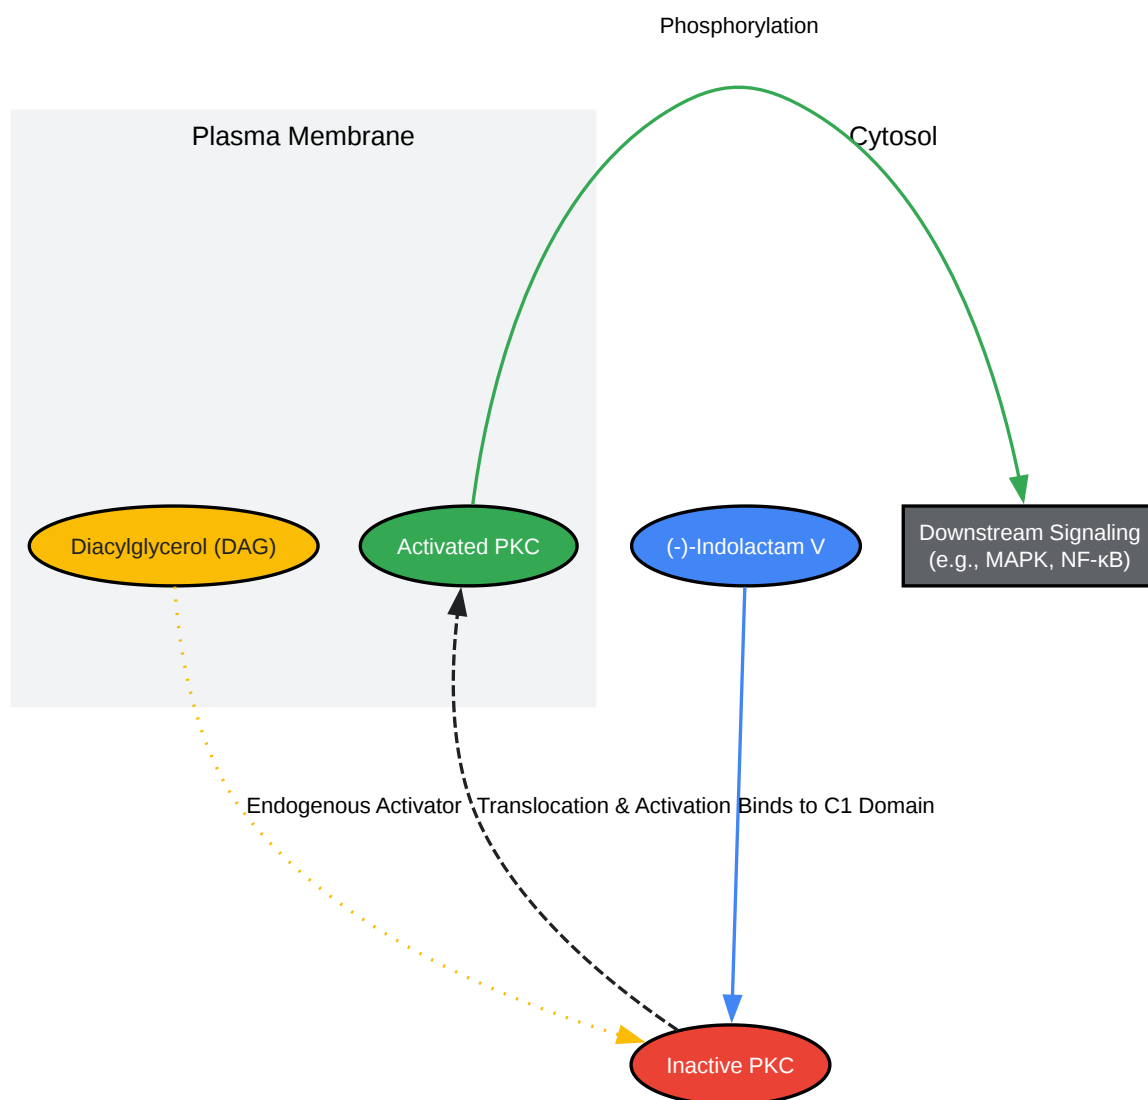 Phosphorylation
Plasma Membrane
Cytosol
Diacylglycerol (DAG)
Activated PKC
(-)-Indolactam V
Downstream Signaling
(e.g., MAPK, NF-κB)
Endogenous Activator
Translocation & Activation
Binds to C1 Domain
Inactive PKC